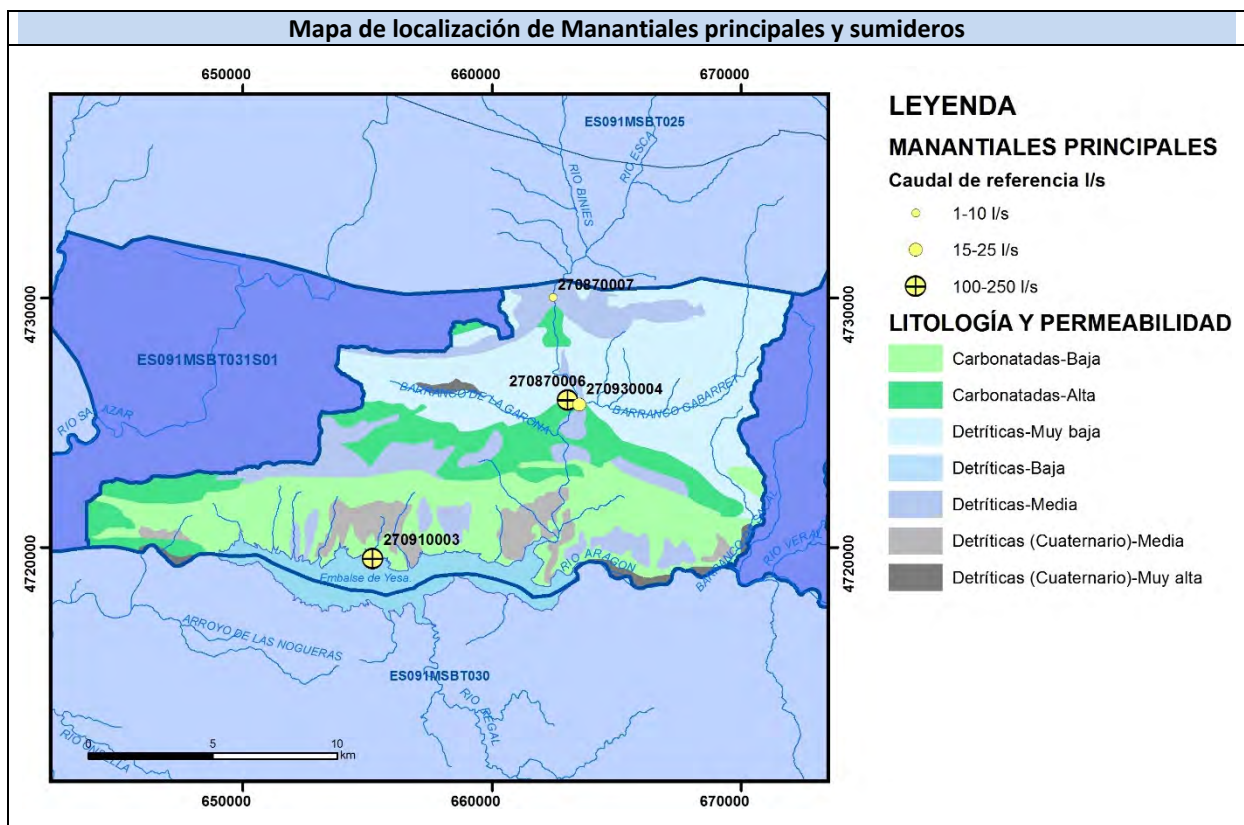 Mapa de localización de Manantiales principales y sumideros
650000
660000
670000
4730000
4720000
ES091MSBT025
RIO ESCA
RIO BINIES
270870007
ES091MSBT031S01
RIO SALAZAR
270870006
270930004
BARRANCO DE LA GARONA
BARRANCO GABARRET
270910003
Embalse de Yesa.
RIO ARAGON
RIO VERAL
ARROYO DE LAS NOGUERAS
ES091MSBT030
RIO REGAL
RIO ONSELLA
0 5 10
km
4730000
4720000
650000
660000
670000
LEYENDA
MANANTIALES PRINCIPALES
Caudal de referencia l/s
1-10 l/s
15-25 l/s
100-250 l/s
LITOLOGÍA Y PERMEABILIDAD
Carbonatadas-Baja
Carbonatadas-Alta
Detríticas-Muy baja
Detríticas-Baja
Detríticas-Media
Detríticas (Cuaternario)-Media
Detríticas (Cuaternario)-Muy alta